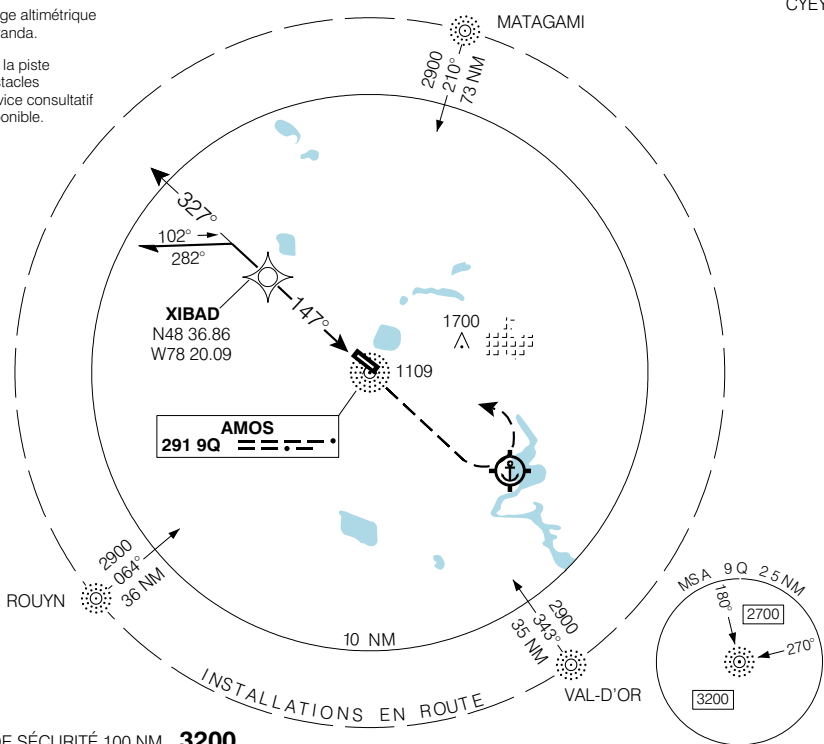 ge altimétrique
anda.
la piste
stacles
vice consultatif
onible.
CYEY
MATAGAMI
2900
210°
73 NM
327°
102°
282°
XIBAD
N48 36.86
W78 20.09
147°
1700
1109
AMOS
291 9Q
ROUYN
2900
064°
36 NM
10 NM
2900
343°
35 NM
VAL-D'OR
INSTALLATIONS EN ROUTE
MSA 9Q 25NM
180°
2700
270°
3200
DE SÉCURITÉ 100 NM 3200